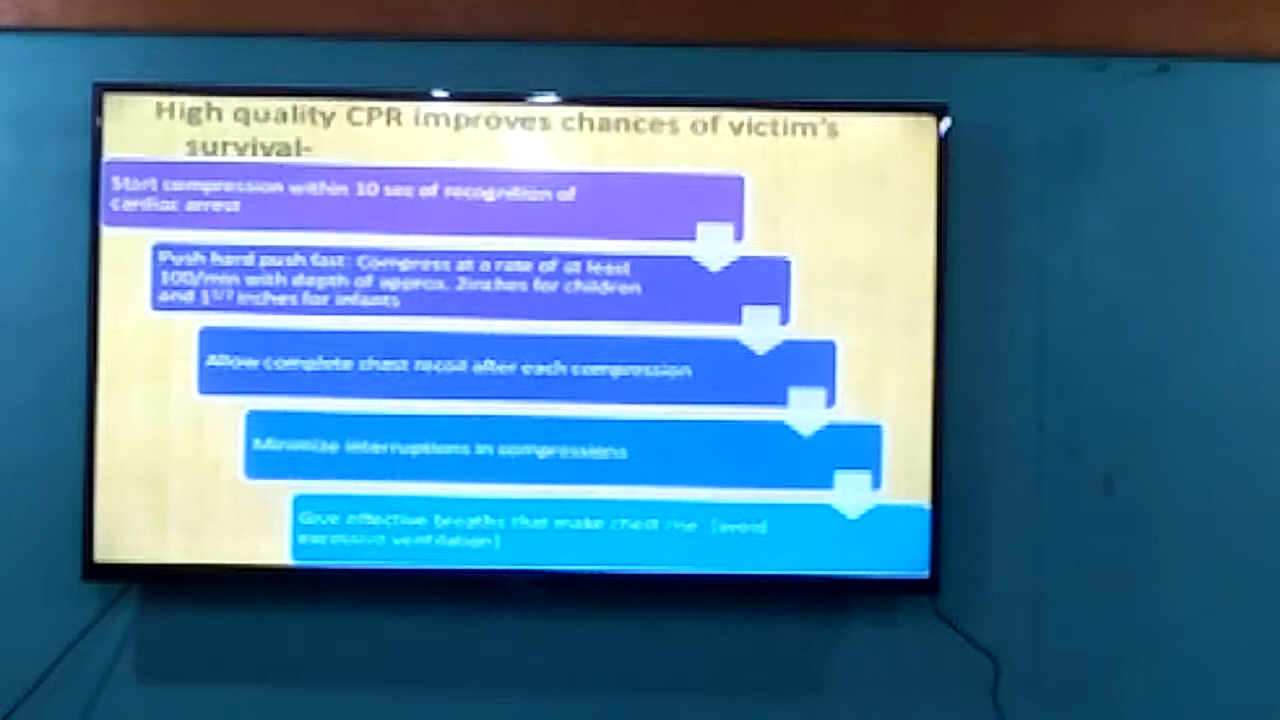 High quality CPR improves chances of victim's
survival-
Start compression within 10 sec of recognition of
cardiac arrest
Push hard push fast: Compress at a rate of at least
100/min with depth of approx. 2inches for children
and 1 1/2 inches for infants
Allow complete chest recoil after each compression
Minimize interruptions in compressions
Give effective breaths that make chest rise (avoid
excessive ventilation)